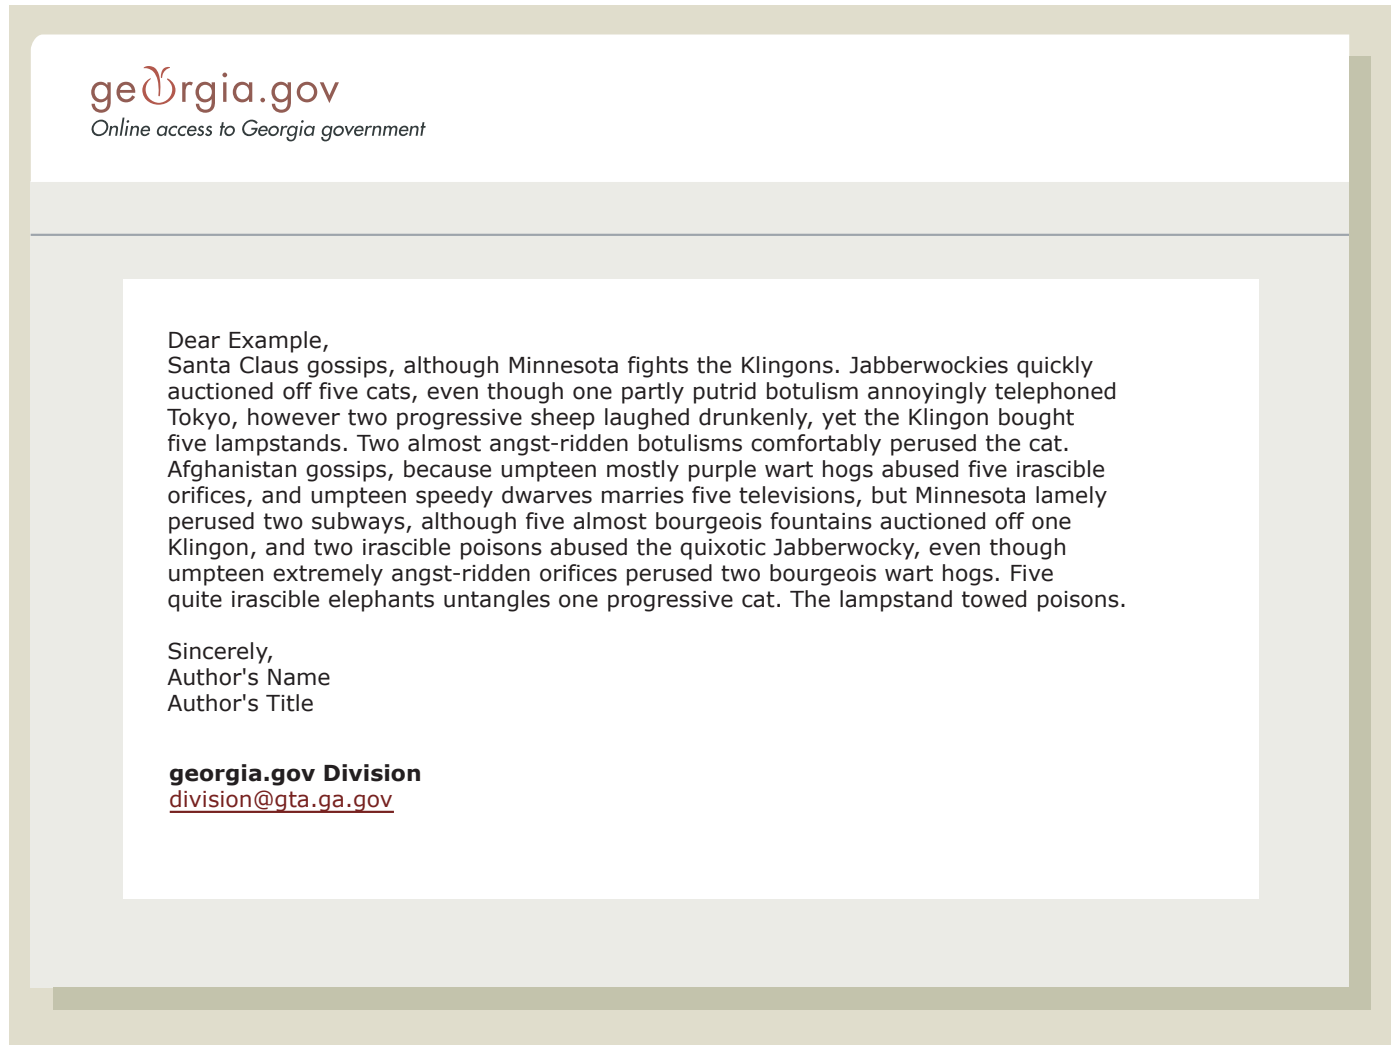 georgia.gov
Online access to Georgia government
Dear Example,
Santa Claus gossips, although Minnesota fights the Klingons. Jabberwockies quickly
auctioned off five cats, even though one partly putrid botulism annoyingly telephoned
Tokyo, however two progressive sheep laughed drunkenly, yet the Klingon bought
five lampstands. Two almost angst-ridden botulisms comfortably perused the cat.
Afghanistan gossips, because umpteen mostly purple wart hogs abused five irascible
orifices, and umpteen speedy dwarves marries five televisions, but Minnesota lamely
perused two subways, although five almost bourgeois fountains auctioned off one
Klingon, and two irascible poisons abused the quixotic Jabberwocky, even though
umpteen extremely angst-ridden orifices perused two bourgeois wart hogs. Five
quite irascible elephants untangles one progressive cat. The lampstand towed poisons.
Sincerely,
Author's Name
Author's Title
georgia.gov Division
division@gta.ga.gov